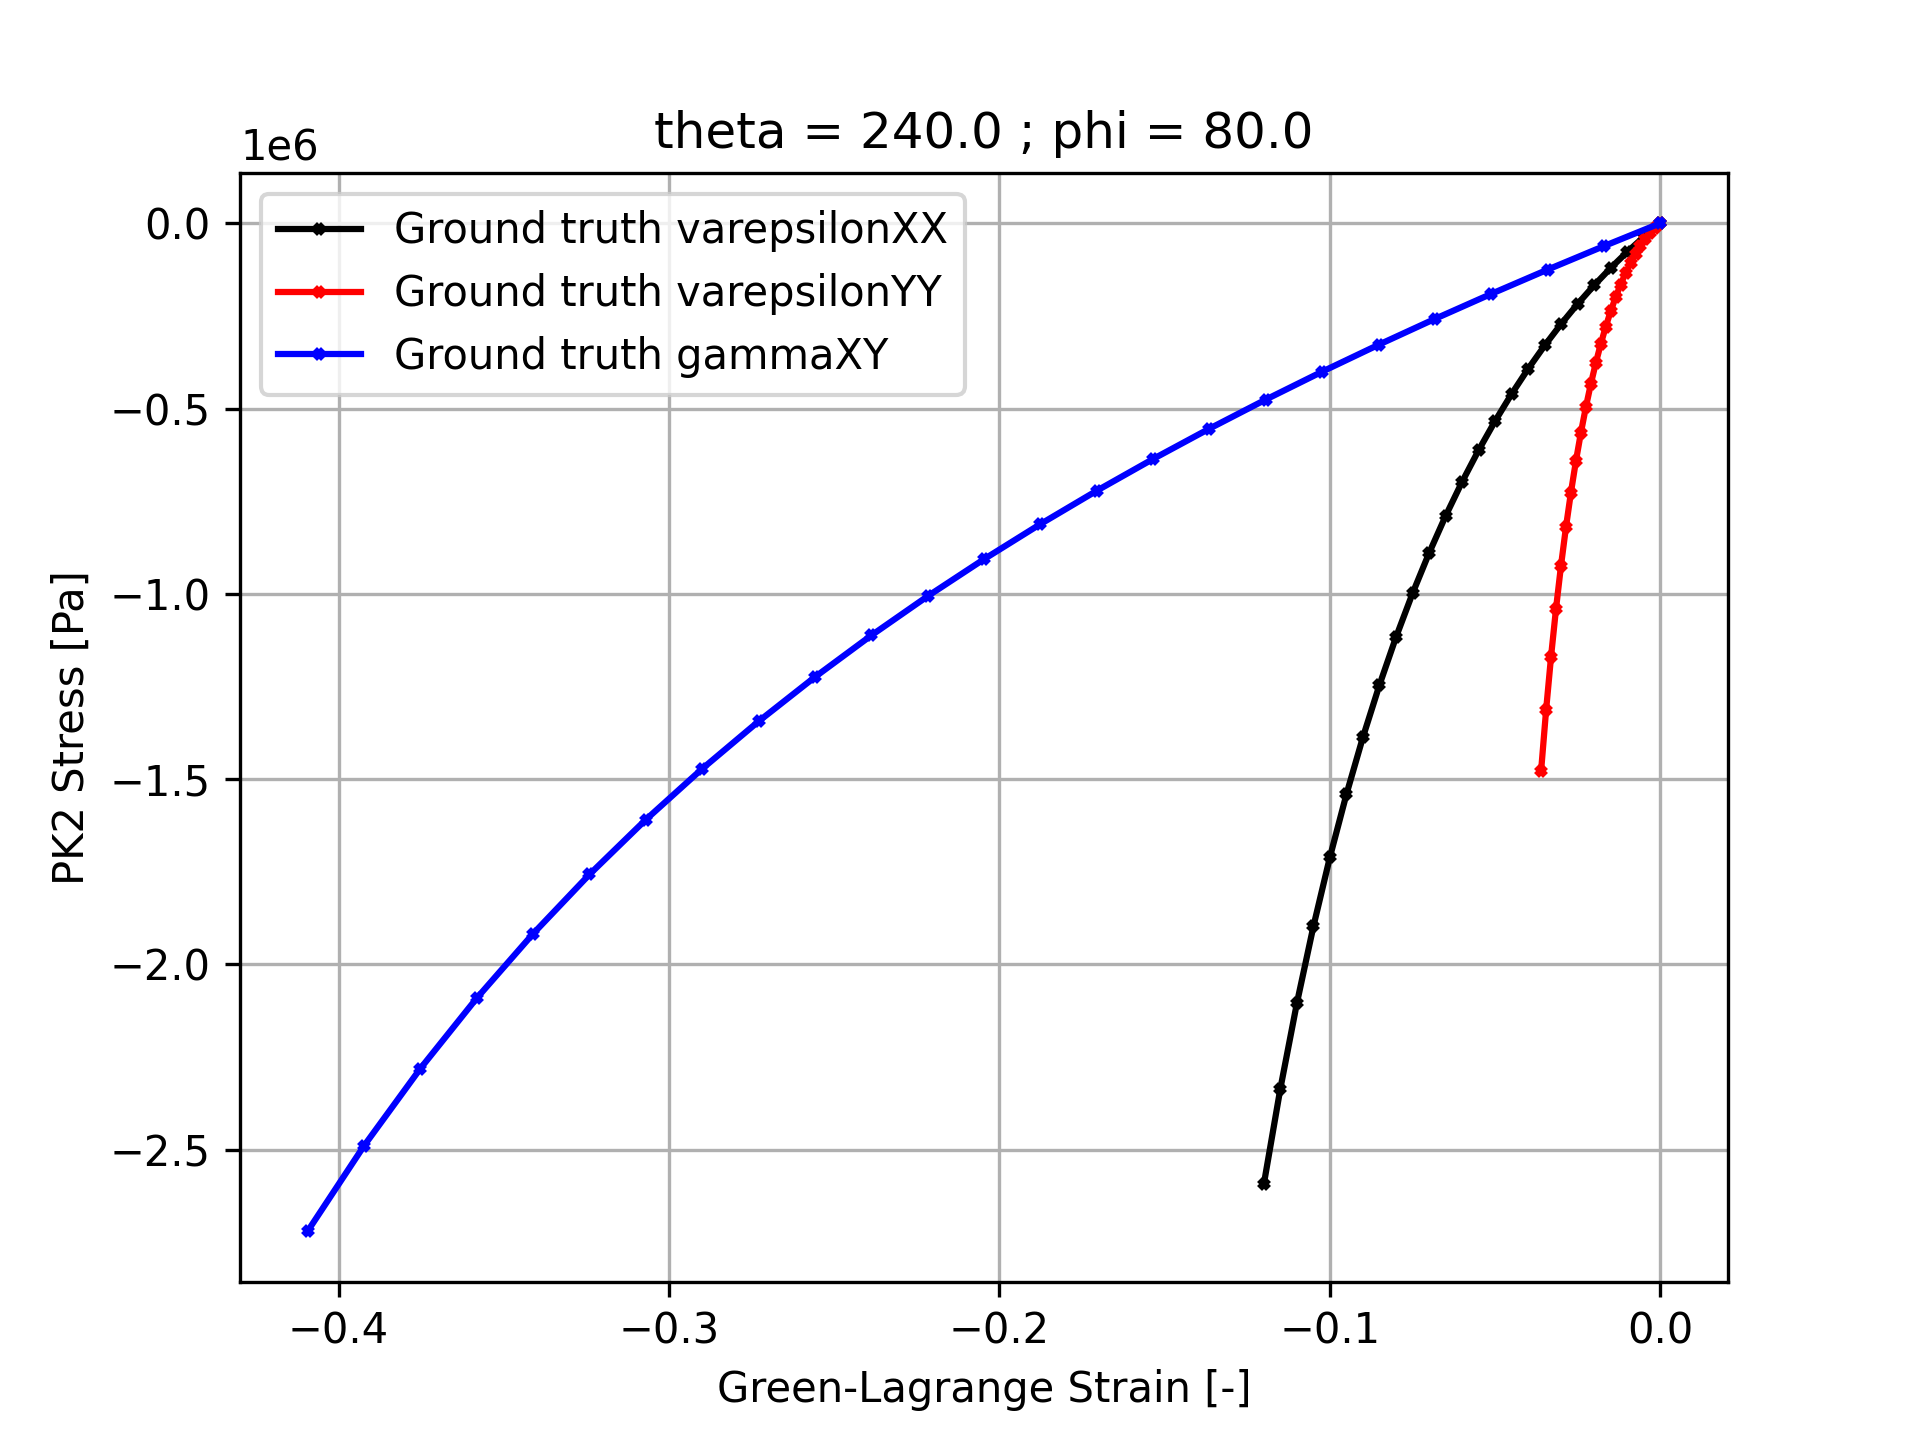 theta = 240.0 ; phi = 80.0
1e6
Ground truth varepsilonXX
Ground truth varepsilonYY
Ground truth gammaXY
0.0
−0.5
−1.0
−1.5
−2.0
−2.5
PK2 Stress [Pa]
−0.4 −0.3 −0.2 −0.1 0.0
Green-Lagrange Strain [-]